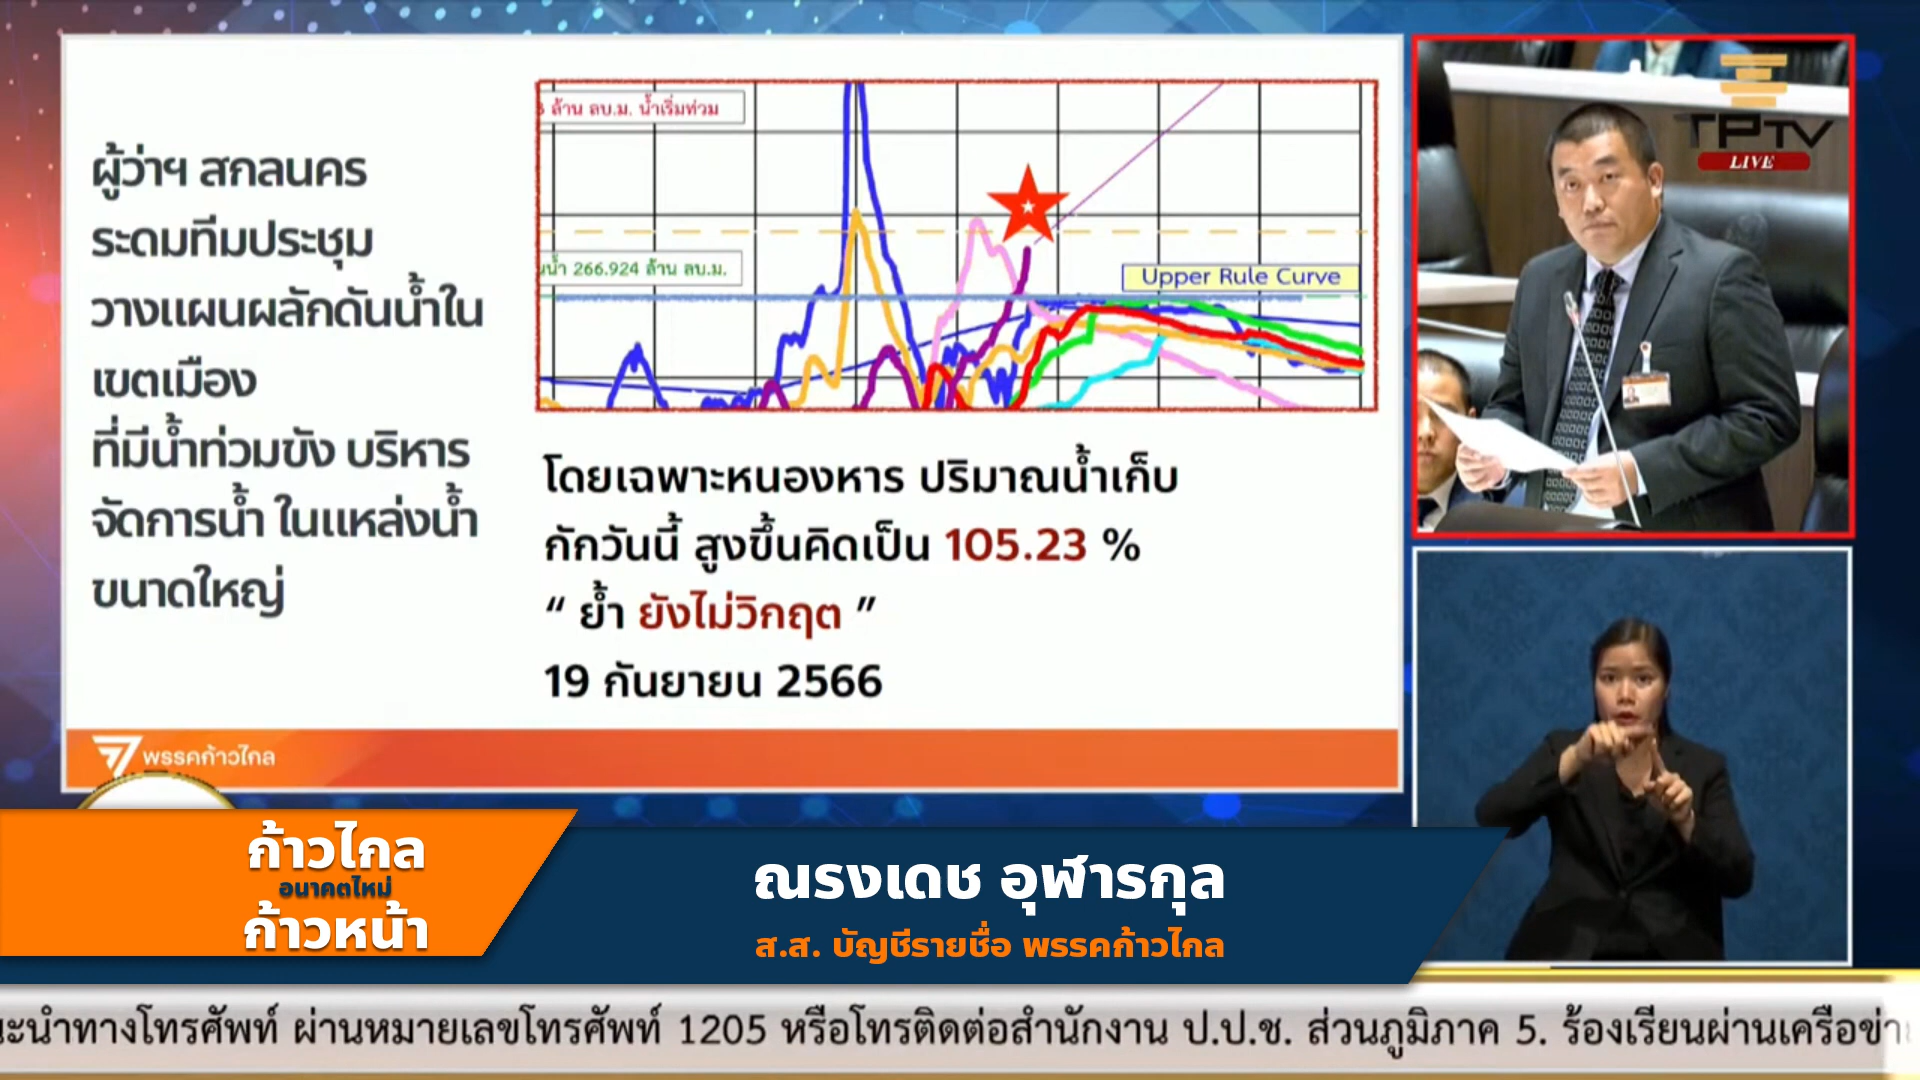 ผู้ว่าฯ สกลนคร
ระดมทีมประชุม
วางแผนผลักดันน้ำใน
เขตเมือง
ที่มีน้ำท่วมขัง บริหาร
จัดการน้ำ ในแหล่งน้ำ
ขนาดใหญ่
ล้าน ลบ.ม. น้ำเริ่มท่วม
266.924 ล้าน ลบ.ม.
Upper Rule Curve
โดยเฉพาะหนองหาร ปริมาณน้ำเก็บ
กักวันนี้ สูงขึ้นคิดเป็น 105.23 %
“ ย้ำ ยังไม่วิกฤต ”
19 กันยายน 2566
พรรคก้าวไกล
TPTV
LIVE
ก้าวไกล
อนาคตใหม่
ก้าวหน้า
ณรงเดช อุฬารกุล
ส.ส. บัญชีรายชื่อ พรรคก้าวไกล
ะนำทางโทรศัพท์ ผ่านหมายเลขโทรศัพท์ 1205 หรือโทรติดต่อสำนักงาน ป.ป.ช. ส่วนภูมิภาค 5. ร้องเรียนผ่านเครือข่า